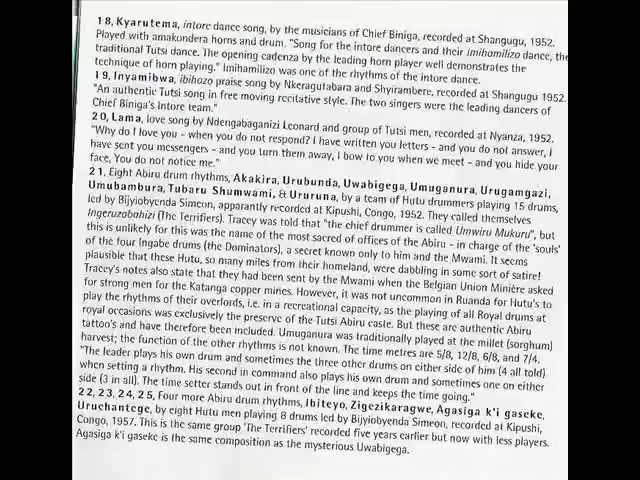 18, Kyarutema, intore dance song, by the musicians of Chief Biniga, recorded at Shangugu, 1952.
Played with amakondera horns and drum. "Song for the intore dancers and their imihamilizo dance, the
traditional Tutsi dance. The opening cadenza by the leading horn player well demonstrates the
technique of horn playing." Imihamilizo was one of the rhythms of the intore dance.
19, Inyamibwa, ibihozo praise song by Nkeragutabara and Shyirambere, recorded at Shangugu 1952.
"An authentic Tutsi song in free moving recitative style. The two singers were the leading dancers of
Chief Biniga's Intore team."
20, Lama, love song by Ndengabaganizi Leonard and group of Tutsi men, recorded at Nyanza, 1952.
"Why do I love you - when you do not respond? I have written you letters - and you do not answer, I
have sent you messengers - and you turn them away, I bow to you when we meet - and you hide your
face, You do not notice me."
21, Eight Abiru drum rhythms, Akakira, Urubunda, Uwabigega, Umuganura, Urugamgazi,
Umubambura, Tubaru Shumwami, & Ururuna, by a team of Hutu drummers playing 15 drums,
led by Bijyiobyenda Simeon, apparantly recorded at Kipushi, Congo, 1952. They called themselves
Ingeruzobahizi (The Terrifiers). Tracey was told that "the chief drummer is called Umwiru Mukuru", but
this is unlikely for this was the name of the most sacred of offices of the Abiru - in charge of the 'souls'
of the four Ingabe drums (the Dominators), a secret known only to him and the Mwami. It seems
plausible that these Hutu, so many miles from their homeland, were dabbling in some sort of satire!
Tracey's notes also state that they had been sent by the Mwami when the Belgian Union Minière asked
for strong men for the Katanga copper mines. However, it was not uncommon in Ruanda for Hutu's to
play the rhythms of their overlords, i.e. in a recreational capacity, as the playing of all Royal drums at
royal occasions was exclusively the preserve of the Tutsi Abiru caste. But these are authentic Abiru
tattoo's and have therefore been included. Umuganura was traditionally played at the millet (sorghum)
harvest; the function of the other rhythms is not known. The time metres are 5/8, 12/8, 6/8, and 7/4.
"The leader plays his own drum and sometimes the three other drums on either side of him (4 all told)
when setting a rhythm. His second in command also plays his own drum and sometimes one on either
side (3 in all). The time setter stands out in front of the line and keeps the time going."
22, 23, 24, 25, Four more Abiru drum rhythms, Ibiteyo, Zigezikaragwe, Agasiga k'i gaseke,
Uruchantege, by eight Hutu men playing 8 drums led by Bijyiobyenda Simeon, recorded at Kipushi,
Congo, 1957. This is the same group 'The Terrifiers' recorded five years earlier but now with less players.
Agasiga k'i gaseke is the same composition as the mysterious Uwabigega.